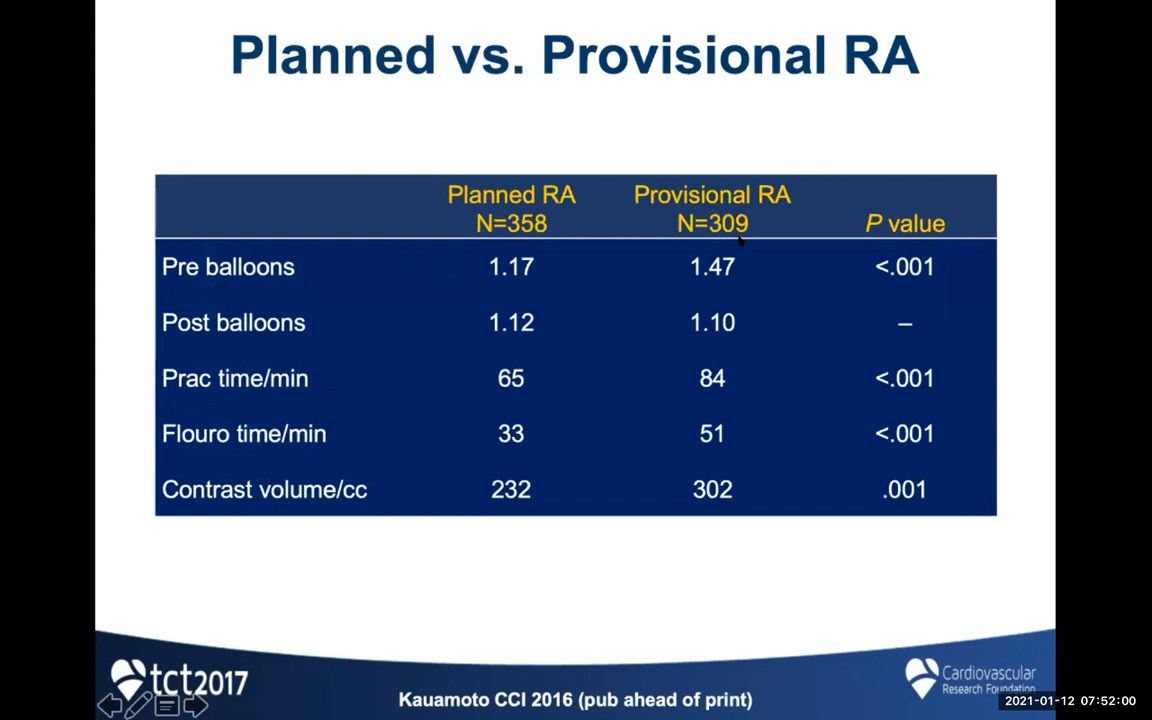 Planned vs. Provisional RA
Planned RA Provisional RA
N=358 N=309 P value
Pre balloons 1.17 1.47 <.001
Post balloons 1.12 1.10 –
Prac time/min 65 84 <.001
Flouro time/min 33 51 <.001
Contrast volume/cc 232 302 .001
tct2017
Kauamoto CCI 2016 (pub ahead of print)
Cardiovascular
Research Foundation
2021-01-12 07:52:00